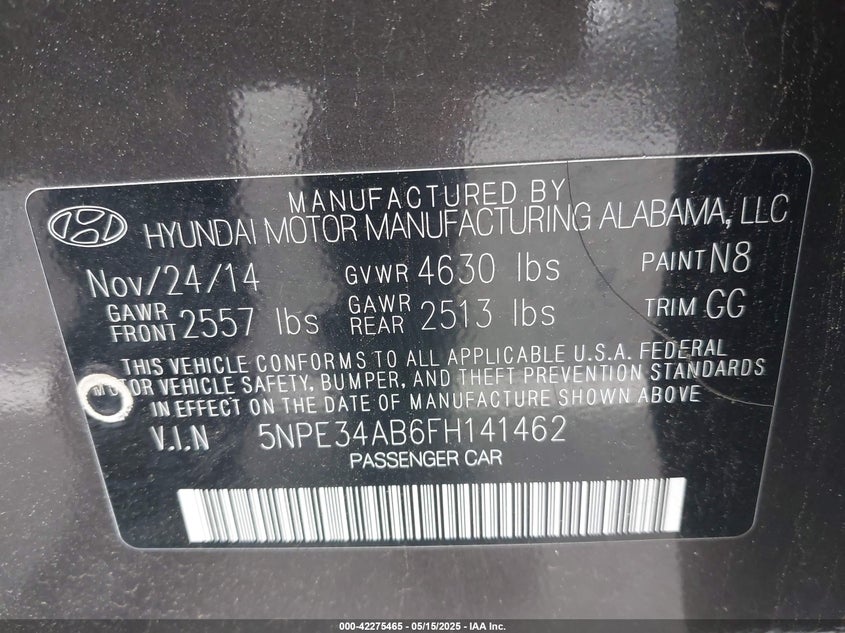 MANUFACTURED BY
HYUNDAI MOTOR MANUFACTURING ALABAMA, LLC
Nov/24/14 GVWR 4630 lbs PAINT N8
GAWR FRONT 2557 lbs GAWR REAR 2513 lbs TRIM GG
THIS VEHICLE CONFORMS TO ALL APPLICABLE U.S.A. FEDERAL
MOTOR VEHICLE SAFETY, BUMPER, AND THEFT PREVENTION STANDARDS
IN EFFECT ON THE DATE OF MANUFACTURE SHOWN ABOVE
V.I.N 5NPE34AB6FH141462
PASSENGER CAR
000-42275465 - 05/15/2025 - IAA Inc.